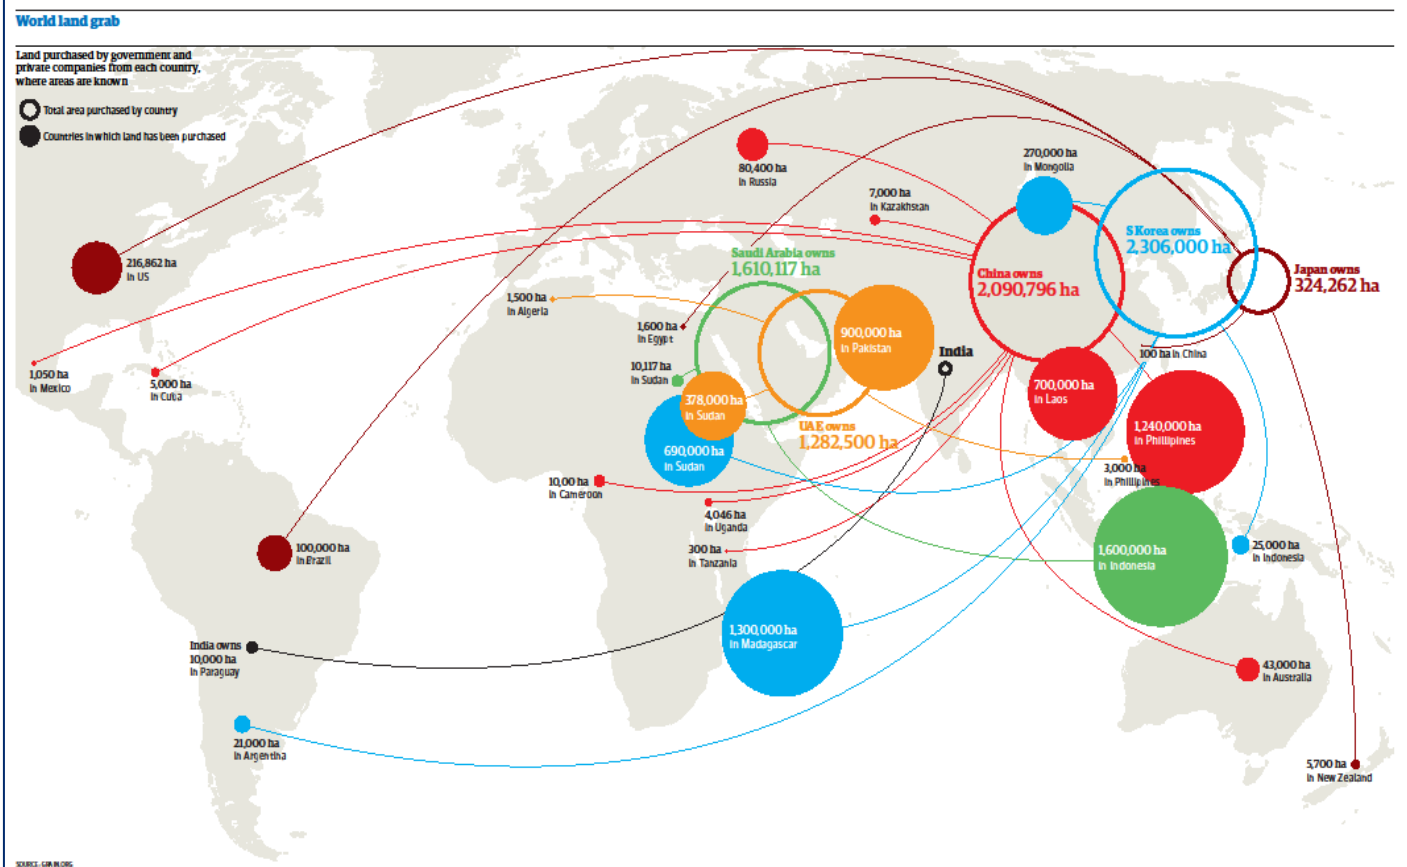 World land grab
Land purchased by government and
private companies from each country,
where areas are known
Total area purchased by country
Countries in which land has been purchased
216,862 ha
in US
1,050 ha
in Mexico
5,000 ha
in Cuba
100,000 ha
in Brazil
India owns
10,000 ha
in Paraguay
21,000 ha
in Argentina
80,400 ha
in Russia
7,000 ha
in Kazakhstan
270,000 ha
in Mongolia
S Korea owns
2,306,000 ha
Saudi Arabia owns
1,610,117 ha
China owns
2,090,796 ha
Japan owns
324,262 ha
1,500 ha
in Algeria
1,600 ha
in Egypt
10,117 ha
in Sudan
378,000 ha
in Sudan
690,000 ha
in Sudan
900,000 ha
in Pakistan
India
UAE owns
1,282,500 ha
100 ha in China
700,000 ha
in Laos
1,240,000 ha
in Phillipines
3,000 ha
in Phillipines
10,00 ha
in Cameroon
4,046 ha
in Uganda
300 ha
in Tanzania
1,600,000 ha
in Indonesia
25,000 ha
in Indonesia
1,300,000 ha
in Madagascar
43,000 ha
in Australia
5,700 ha
in New Zealand
SOURCE: GRAIN.ORG